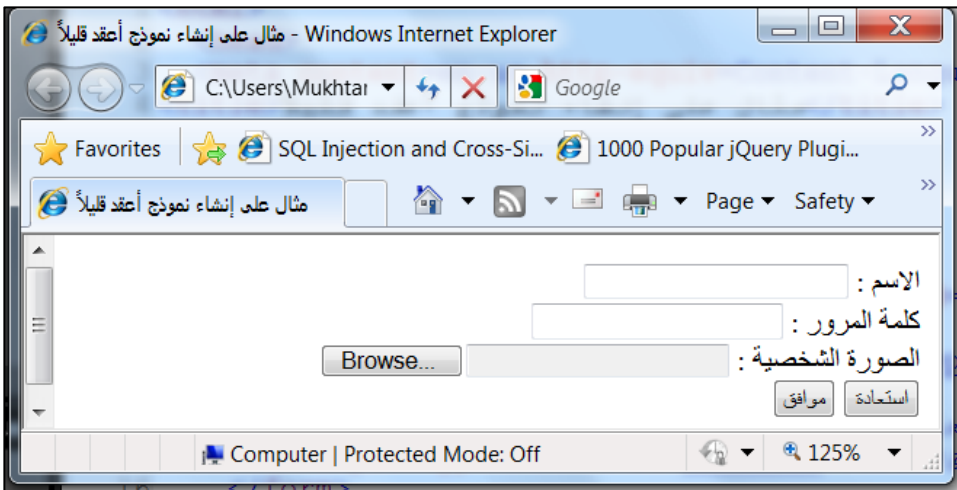 مثال على إنشاء نموذج أعقد قليلاً - Windows Internet Explorer
C:\Users\Mukhtar Google
Favorites SQL Injection and Cross-Si... 1000 Popular jQuery Plugi...
مثال على إنشاء نموذج أعقد قليلاً Page Safety
الاسم :
كلمة المرور :
الصورة الشخصية : Browse...
استعادة موافق
Computer | Protected Mode: Off 125%
</form>